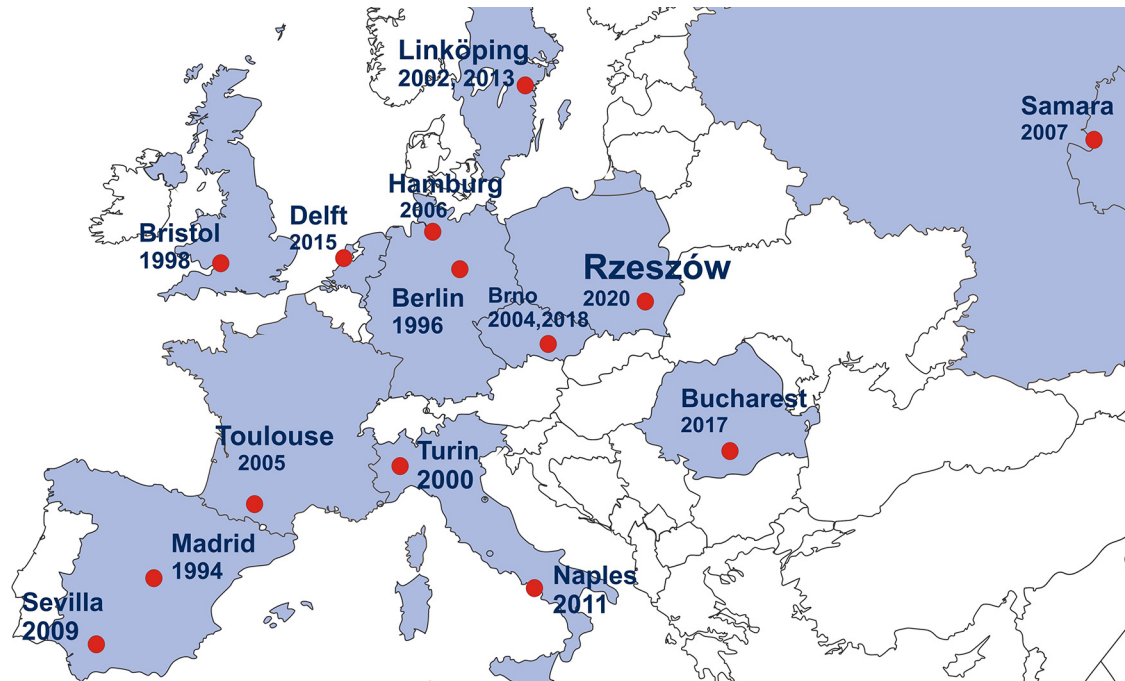 Linköping
2002, 2013
Samara
2007
Hamburg
2006
Delft
2015
Bristol
1998
Rzeszów
2020
Berlin
1996
Brno
2004,2018
Bucharest
2017
Toulouse
2005
Turin
2000
Madrid
1994
Naples
2011
Sevilla
2009